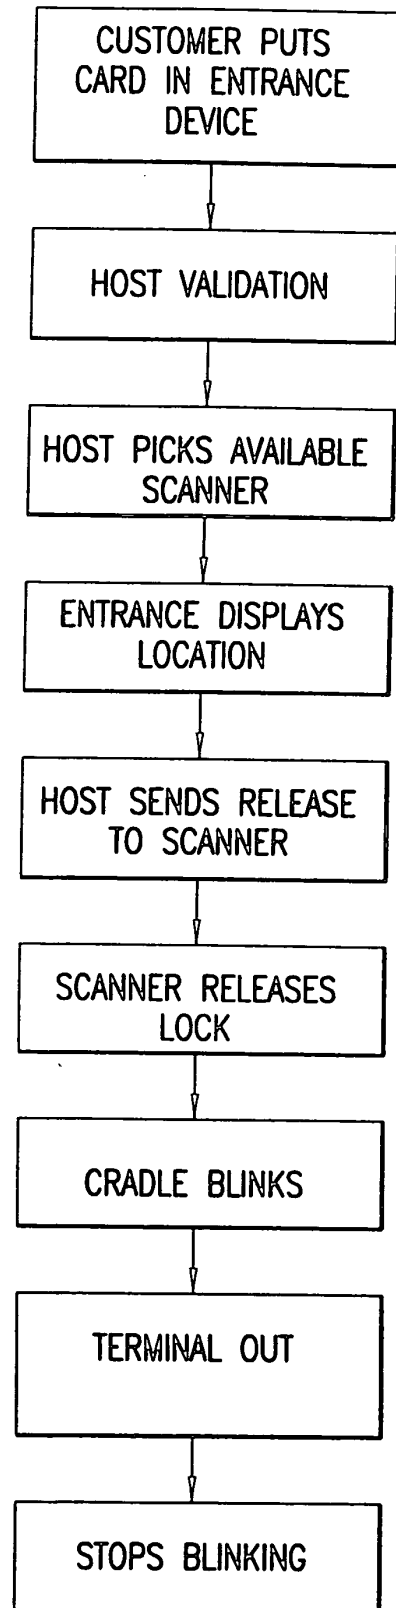 CUSTOMER PUTS
CARD IN ENTRANCE
DEVICE
HOST VALIDATION
HOST PICKS AVAILABLE
SCANNER
ENTRANCE DISPLAYS
LOCATION
HOST SENDS RELEASE
TO SCANNER
SCANNER RELEASES
LOCK
CRADLE BLINKS
TERMINAL OUT
STOPS BLINKING